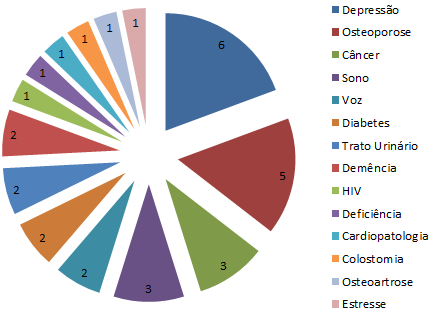 6
5
3
3
2
2
2
2
1
1
1
1
1
1
Depressão
Osteoporose
Câncer
Sono
Voz
Diabetes
Trato Urinário
Demência
HIV
Deficiência
Cardiopatologia
Colostomia
Osteoartrose
Estresse